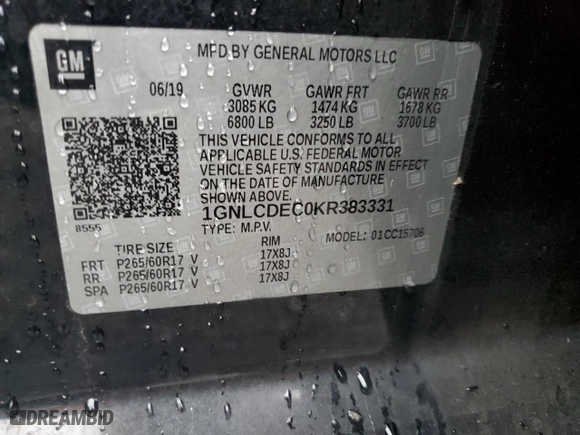 GM
MFD BY GENERAL MOTORS LLC
06/19 GVWR GAWR FRT GAWR RR
3085 KG 1474 KG 1678 KG
6800 LB 3250 LB 3700 LB
THIS VEHICLE CONFORMS TO ALL
APPLICABLE U.S. FEDERAL MOTOR
VEHICLE SAFETY STANDARDS IN EFFECT
ON THE DATE OF MANUFACTURE
SHOWN ABOVE.
1GNLCDEC0KR383331
8555 TYPE: M.P.V. MODEL: 01CC15706
TIRE SIZE: RIM
FRT P265/60R17 V 17X8J
RR P265/60R17 V 17X8J
SPA P265/60R17 V 17X8J
DREAMBID